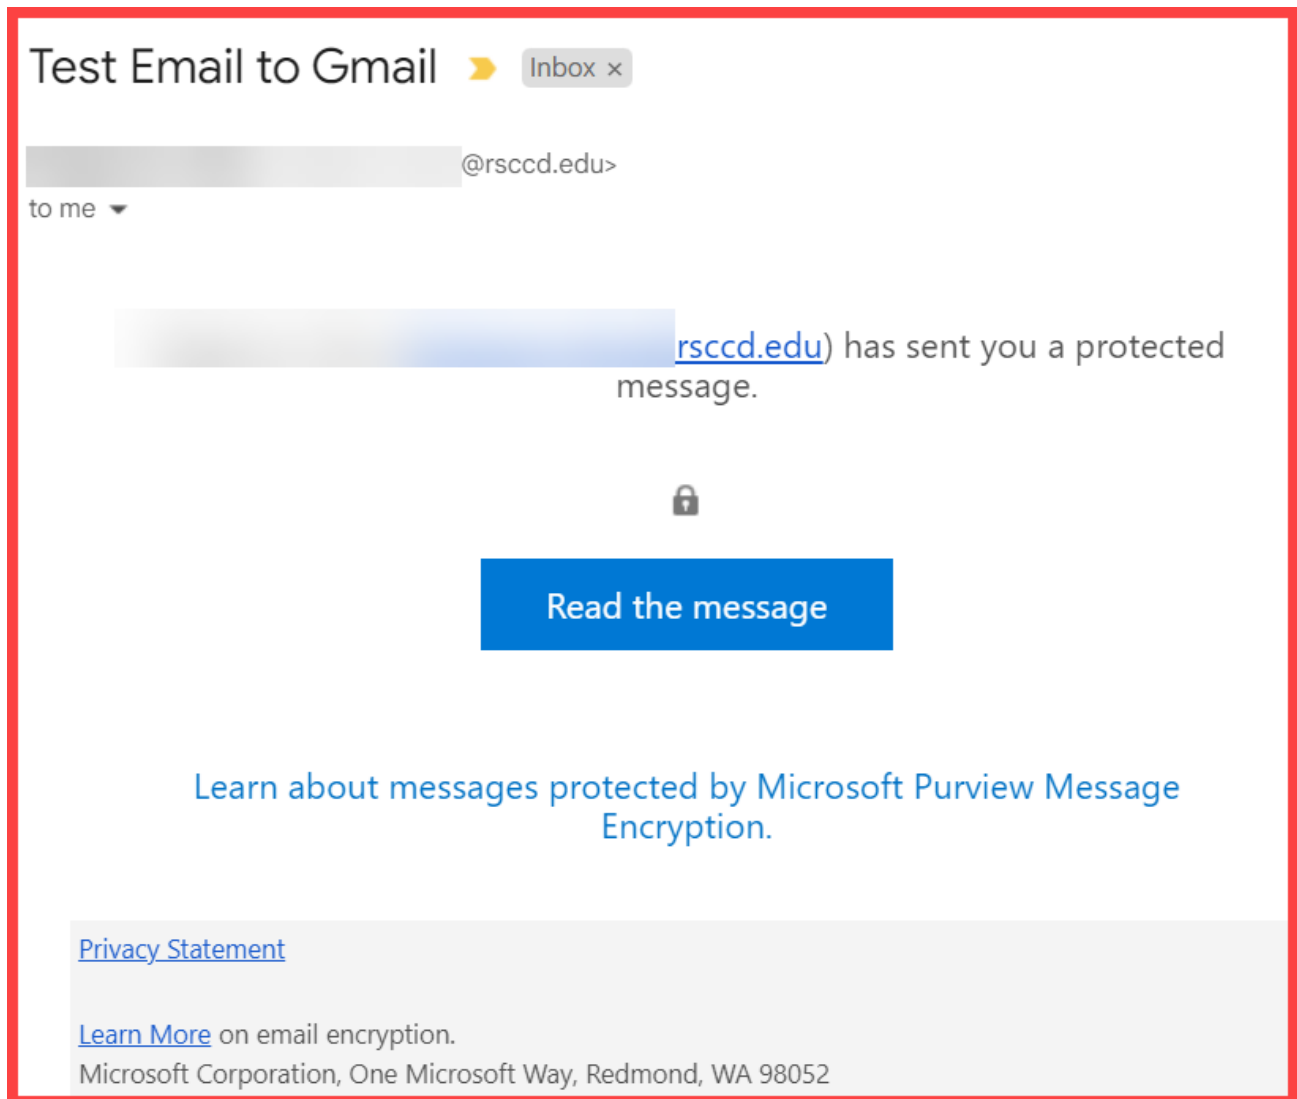 Test Email to Gmail Inbox ×
@rsccd.edu>
to me
rsccd.edu) has sent you a protected
message.
Read the message
Learn about messages protected by Microsoft Purview Message
Encryption.
Privacy Statement
Learn More on email encryption.
Microsoft Corporation, One Microsoft Way, Redmond, WA 98052